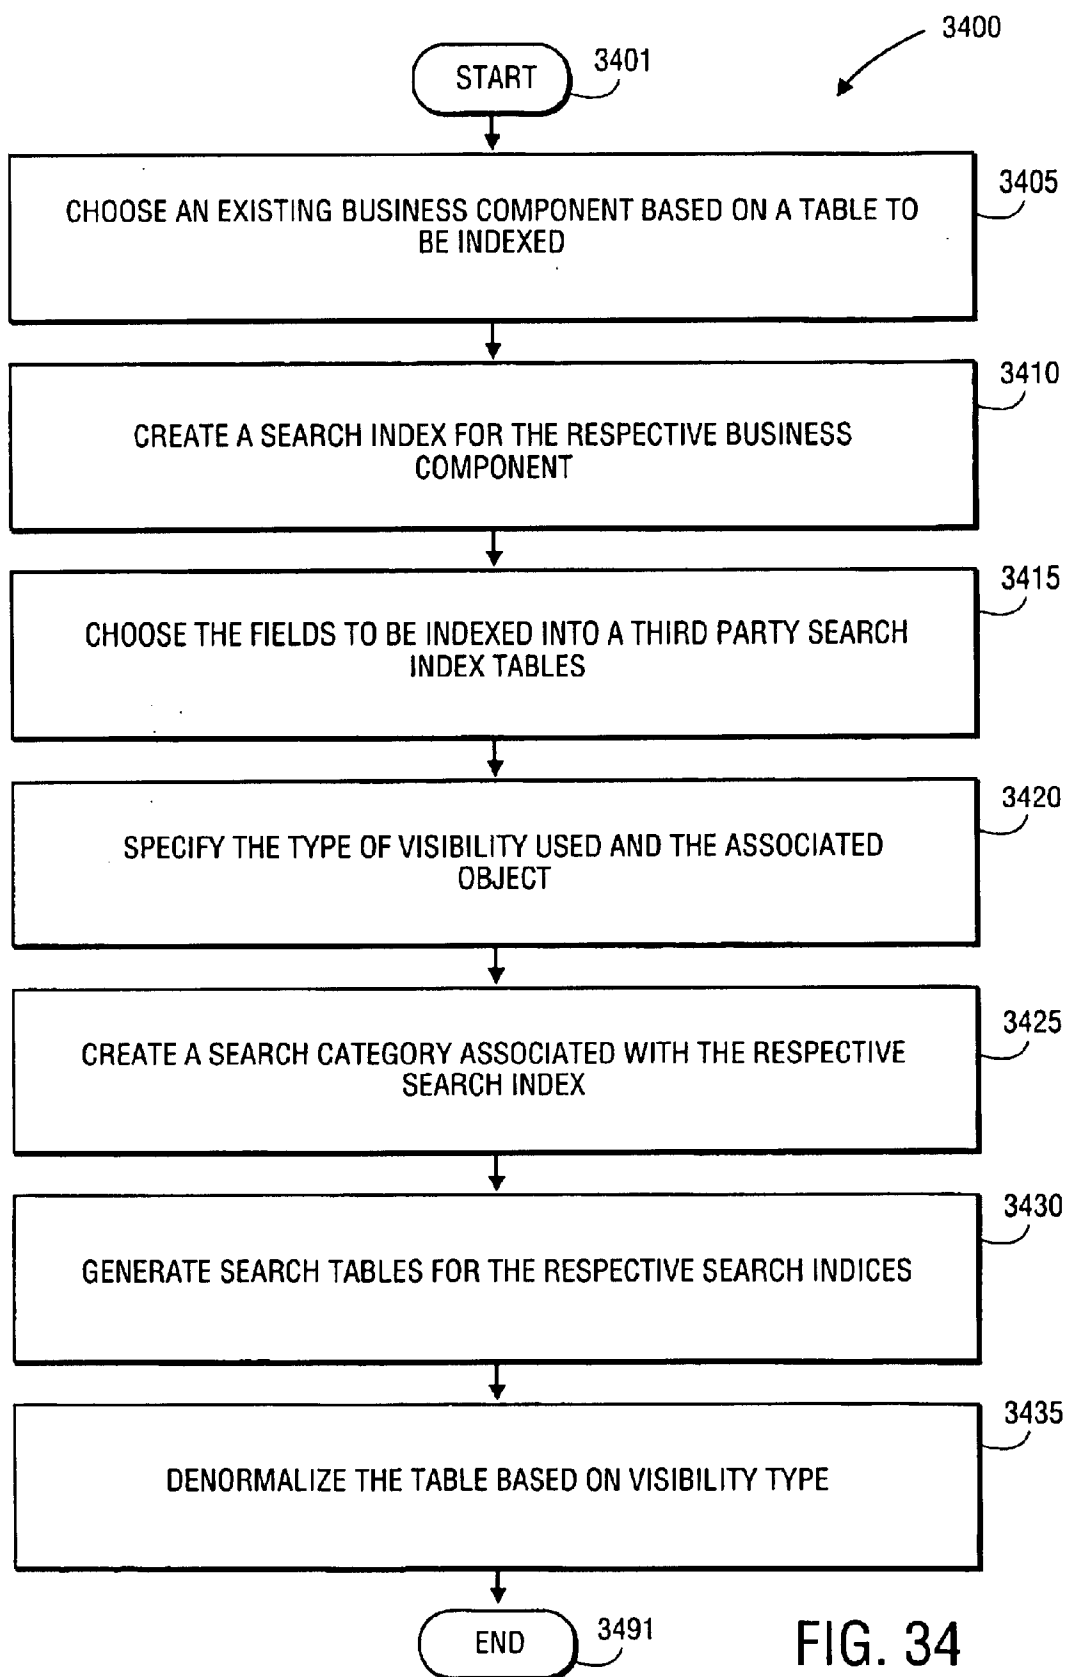 3400
START
3401
3405
CHOOSE AN EXISTING BUSINESS COMPONENT BASED ON A TABLE TO
BE INDEXED
3410
CREATE A SEARCH INDEX FOR THE RESPECTIVE BUSINESS
COMPONENT
3415
CHOOSE THE FIELDS TO BE INDEXED INTO A THIRD PARTY SEARCH
INDEX TABLES
3420
SPECIFY THE TYPE OF VISIBILITY USED AND THE ASSOCIATED
OBJECT
3425
CREATE A SEARCH CATEGORY ASSOCIATED WITH THE RESPECTIVE
SEARCH INDEX
3430
GENERATE SEARCH TABLES FOR THE RESPECTIVE SEARCH INDICES
3435
DENORMALIZE THE TABLE BASED ON VISIBILITY TYPE
END
3491
FIG. 34